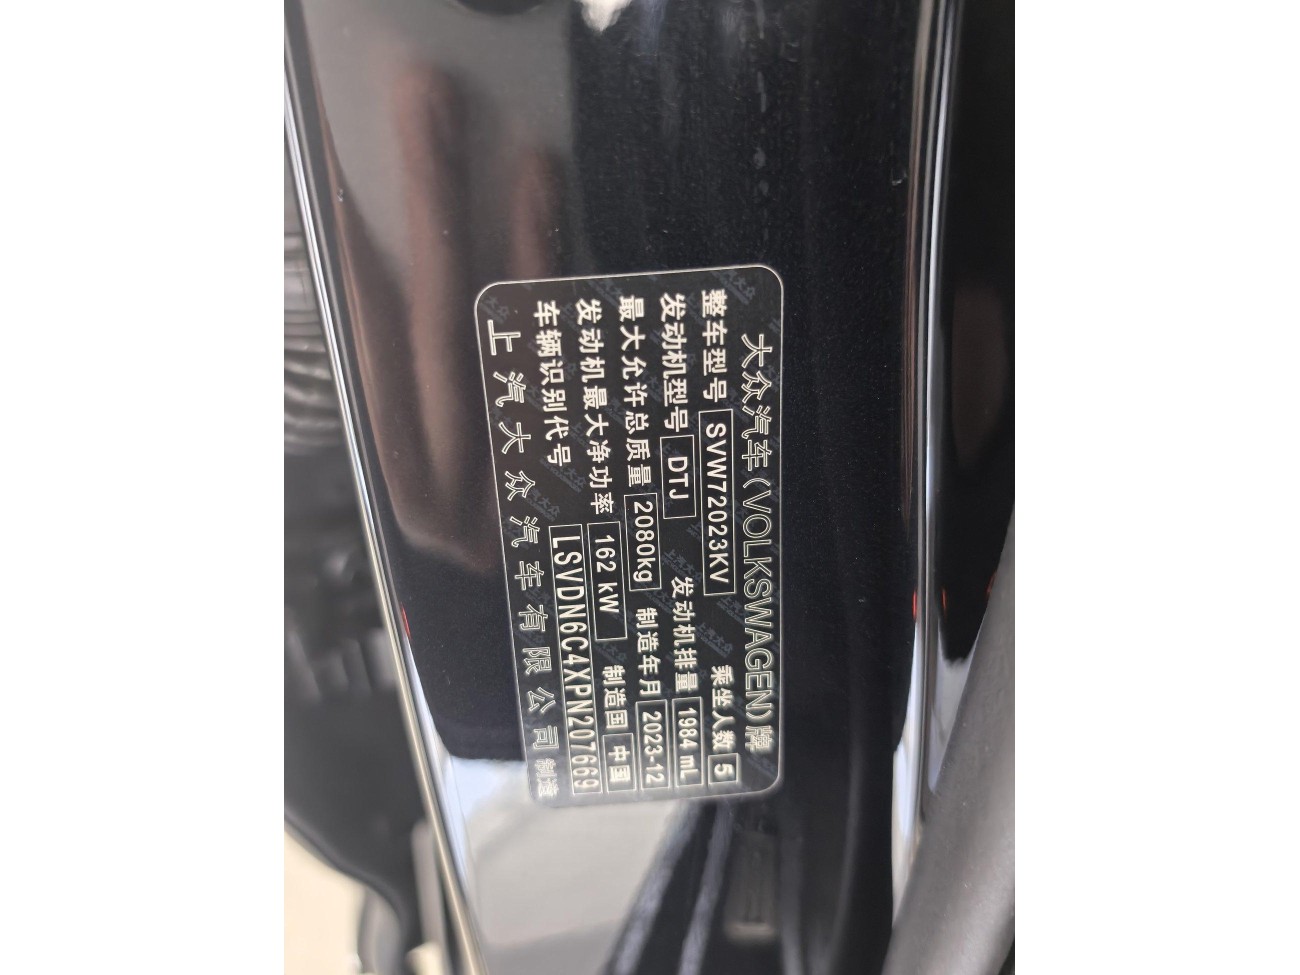 大众汽车(VOLKSWAGEN)牌
整车型号 SVW72023KV 乘坐人数 5
发动机型号 DTJ 发动机排量 1984 mL
最大允许总质量 2080kg 制造年月 2023-12
发动机最大净功率 162 kW 制造国 中国
车辆识别代号 LSVDN6C4XPN207669
上汽大众汽车有限公司 制造